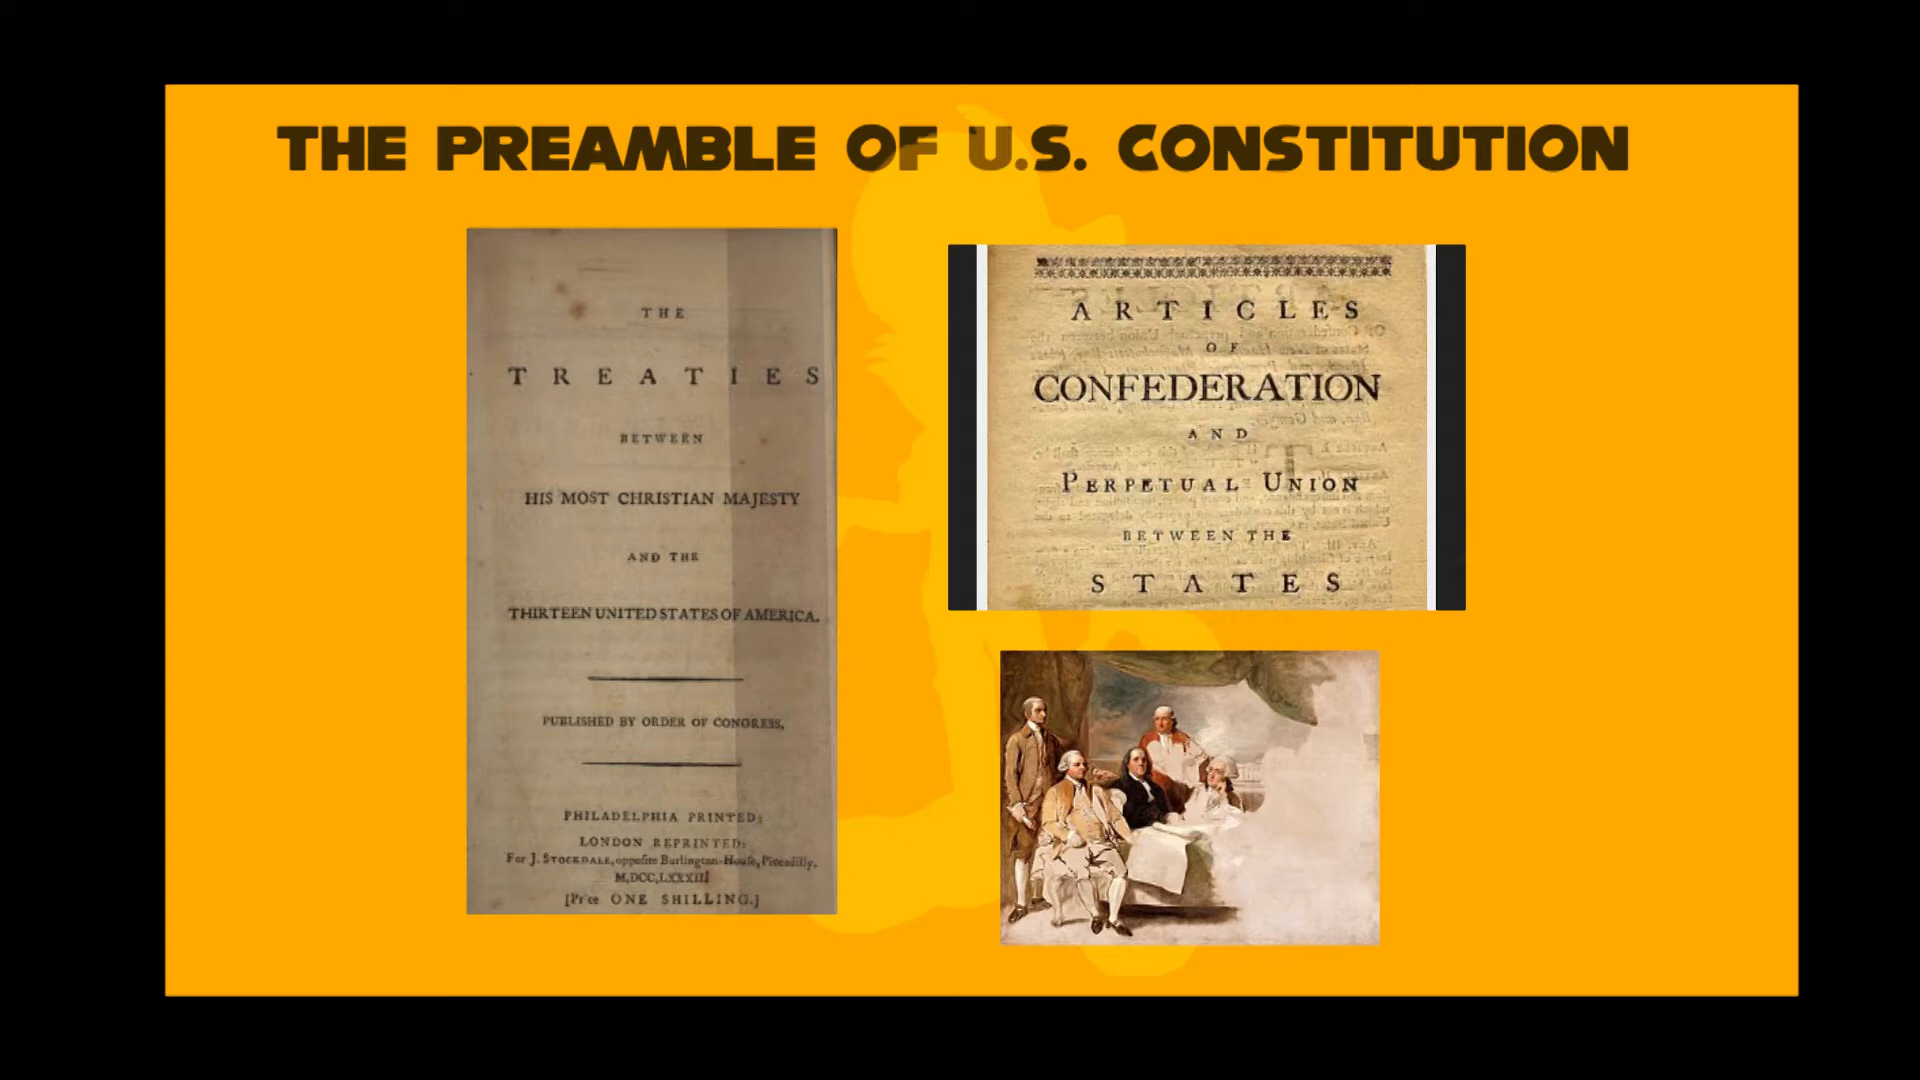 THE PREAMBLE OF U.S. CONSTITUTION
THE
TREATIES
BETWEEN
HIS MOST CHRISTIAN MAJESTY
AND THE
THIRTEEN UNITED STATES OF AMERICA.
PUBLISHED BY ORDER OF CONGRESS.
PHILADELPHIA PRINTED:
LONDON REPRINTED:
For J. STOCKDALE, opposite Burlington-House, Piccadilly.
M,DCC,LXXXIII
[Price ONE SHILLING.]
ARTICLES
OF
CONFEDERATION
AND
PERPETUAL UNION
BETWEEN THE
STATES